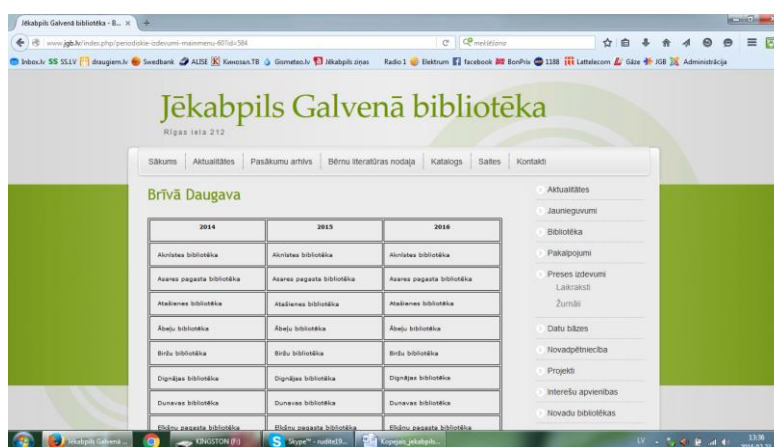 Jēkabpils Galvenā bibliotēka - B...
www.jgb.lv/index.php/periodiskie-izdevumi-mainmenu-60?id=584
meklēšana
Inbox.lv SS SS.LV draugiem.lv Swedbank ALISE Кинозал.ТВ Gismeteo.lv Jēkabpils ziņas Radio 1 Elektrum facebook BonPrix 1188 Lattelecom Gāze JGB Administrācija
Jēkabpils Galvenā bibliotēka
Rīgas iela 212
Sākums Aktualitātes Pasākumu arhīvs Bērnu literatūras nodaļa Katalogs Saites Kontakti
Brīvā Daugava
2014 2015 2016
Aknīstes bibliotēka Aknīstes bibliotēka Aknīstes bibliotēka
Asares pagasta bibliotēka Asares pagasta bibliotēka Asares pagasta bibliotēka
Atašienes bibliotēka Atašienes bibliotēka Atašienes bibliotēka
Ābeļu bibliotēka Ābeļu bibliotēka Ābeļu bibliotēka
Biržu bibliotēka Biržu bibliotēka Biržu bibliotēka
Dignājas bibliotēka Dignājas bibliotēka Dignājas bibliotēka
Dunavas bibliotēka Dunavas bibliotēka Dunavas bibliotēka
Elkšņu pagasta bibliotēka Elkšņu pagasta bibliotēka Elkšņu pagasta bibliotēka
Aktualitātes
Jaunieguvumi
Bibliotēka
Pakalpojumi
Preses izdevumi
Laikraksti
Žurnāli
Datu bāzes
Novadpētniecība
Projekti
Interešu apvienības
Novadu bibliotēkas
Jēkabpils Galvenā ... KINGSTON (F:) Skype™ - rudite19... Kopejais_jekabpils... LV 13:36